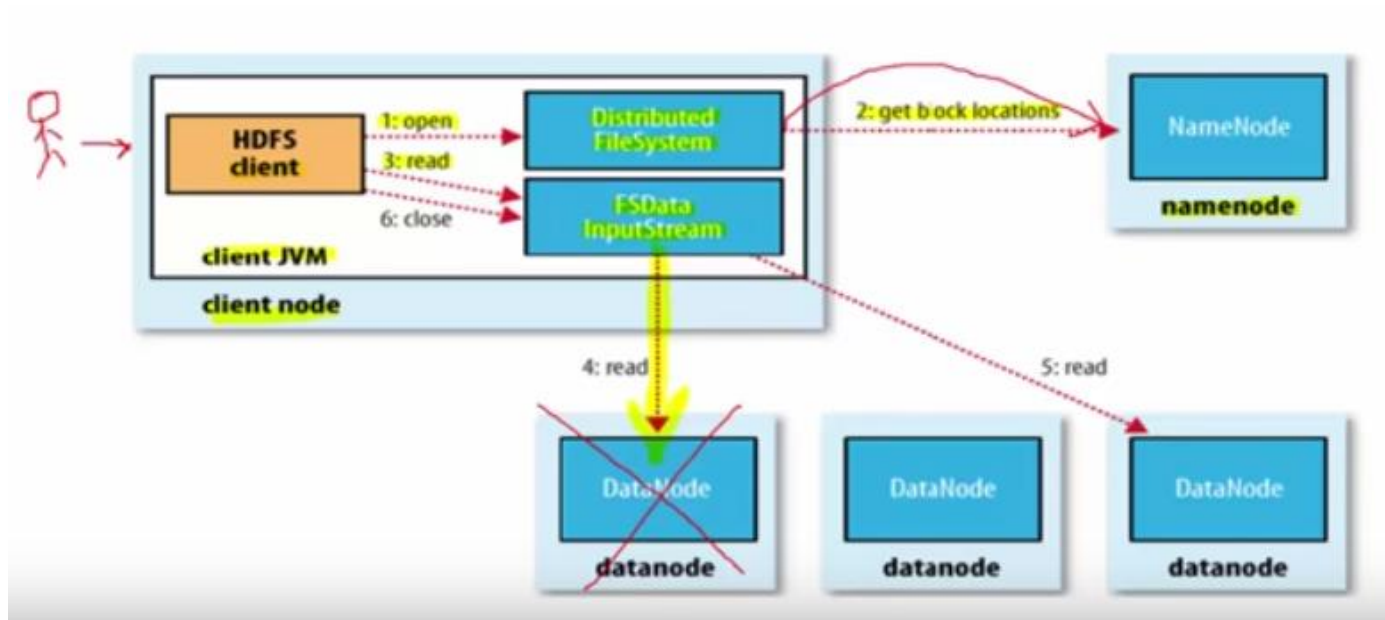 1: open
Distributed
FileSystem
2: get block locations
NameNode
HDFS
client
3: read
6: close
FSData
InputStream
namenode
client JVM
client node
4: read
5: read
DataNode
DataNode
DataNode
datanode
datanode
datanode